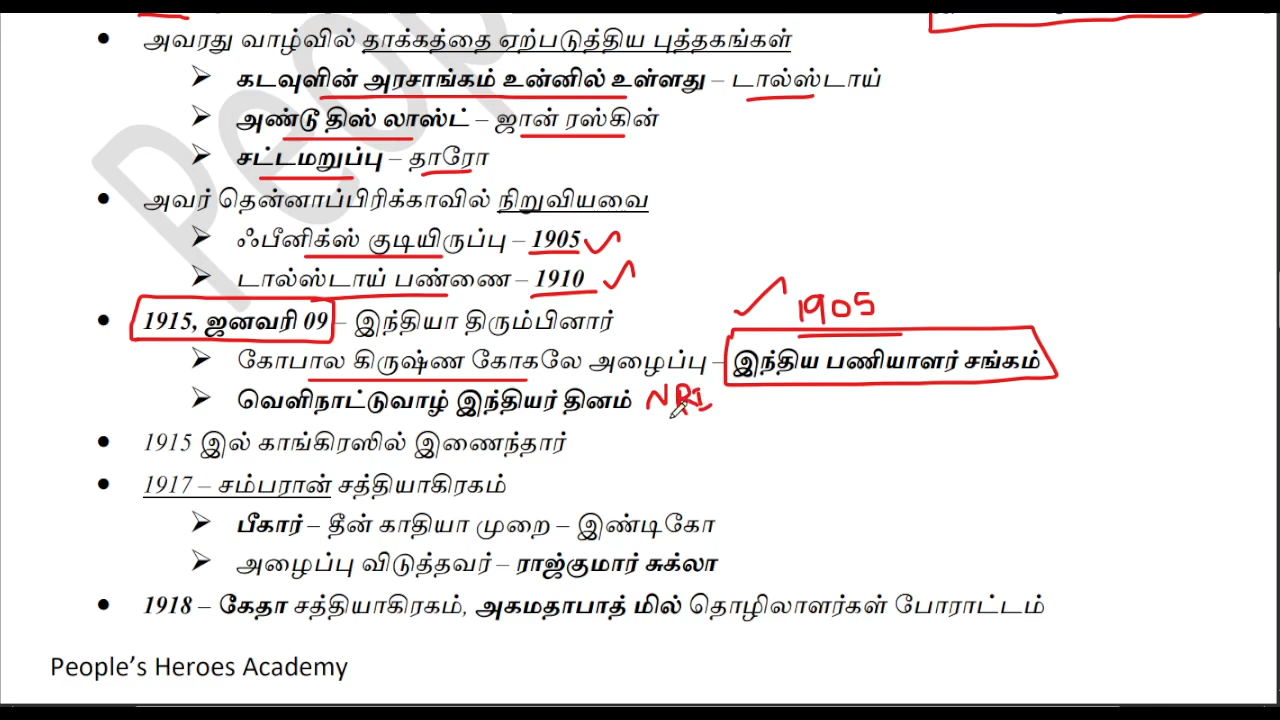 அவரது வாழ்வில் தாக்கத்தை ஏற்படுத்திய புத்தகங்கள்
கடவுளின் அரசாங்கம் உன்னில் உள்ளது – டால்ஸ்டாய்
அண்டூ திஸ் லாஸ்ட் – ஜான் ரஸ்கின்
சட்டமறுப்பு – தாரோ
அவர் தென்னாப்பிரிக்காவில் நிறுவியவை
ஃபீனிக்ஸ் குடியிருப்பு – 1905
டால்ஸ்டாய் பண்ணை – 1910
1905
1915, ஜனவரி 09 – இந்தியா திரும்பினார்
கோபால கிருஷ்ண கோகலே அழைப்பு – இந்திய பணியாளர் சங்கம்
வெளிநாட்டுவாழ் இந்தியர் தினம் NRI
1915 இல் காங்கிரஸில் இணைந்தார்
1917 – சம்பரான் சத்தியாகிரகம்
பீகார் – தீன் காதியா முறை – இண்டிகோ
அழைப்பு விடுத்தவர் – ராஜ்குமார் சுக்லா
1918 – கேதா சத்தியாகிரகம், அகமதாபாத் மில் தொழிலாளர்கள் போராட்டம்
People's Heroes Academy